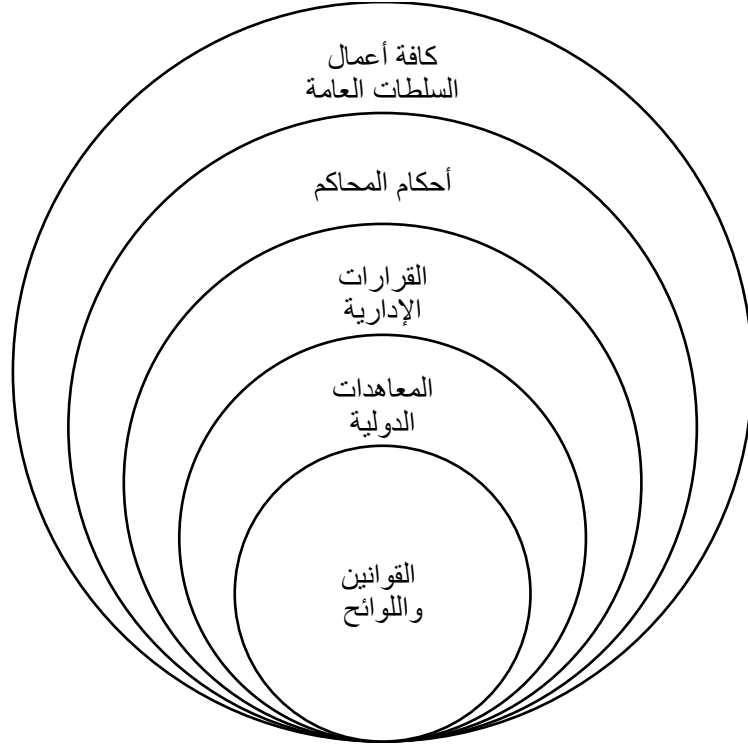 كافة أعمال
السلطات العامة
أحكام المحاكم
القرارات
الإدارية
المعاهدات
الدولية
القوانين
واللوائح